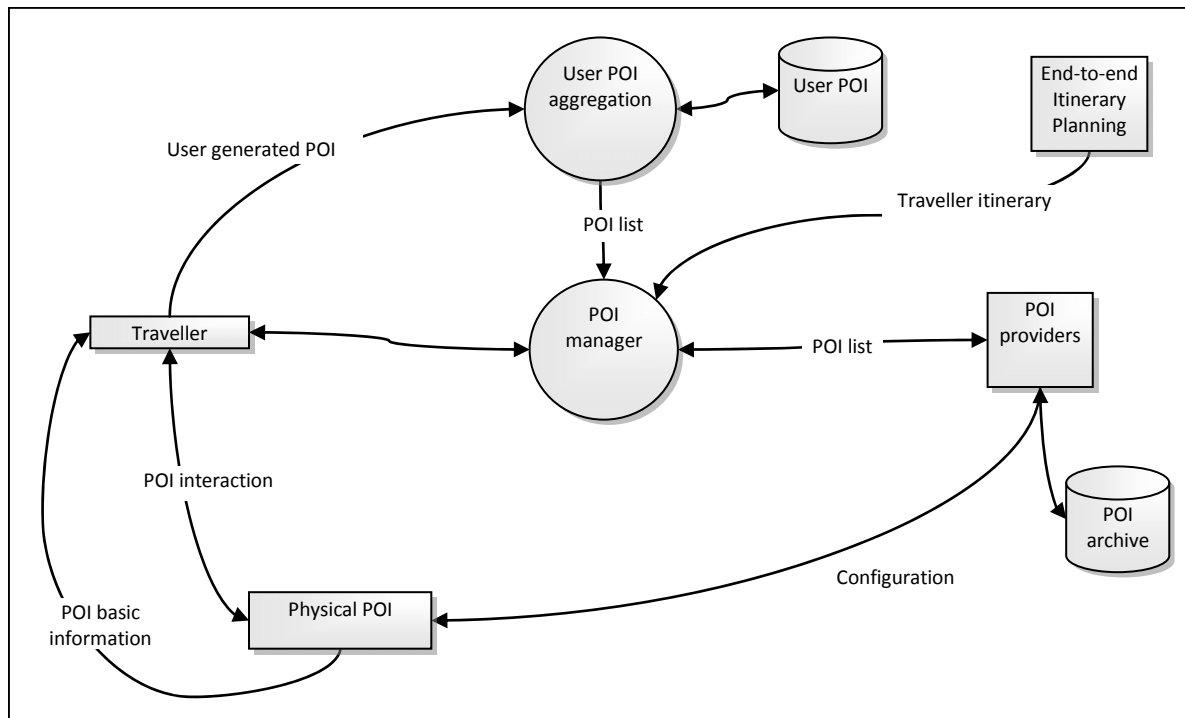 User POI
aggregation
User POI
End-to-end
Itinerary
Planning
User generated POI
Traveller itinerary
POI list
Traveller
POI
manager
POI list
POI
providers
POI interaction
POI
archive
Configuration
POI basic
information
Physical POI